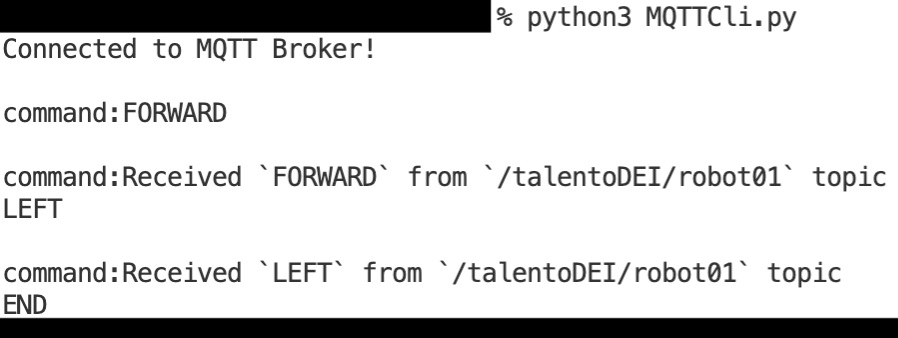 % python3 MQTTCli.py
Connected to MQTT Broker!
command:FORWARD
command:Received `FORWARD` from `/talentoDEI/robot01` topic
LEFT
command:Received `LEFT` from `/talentoDEI/robot01` topic
END